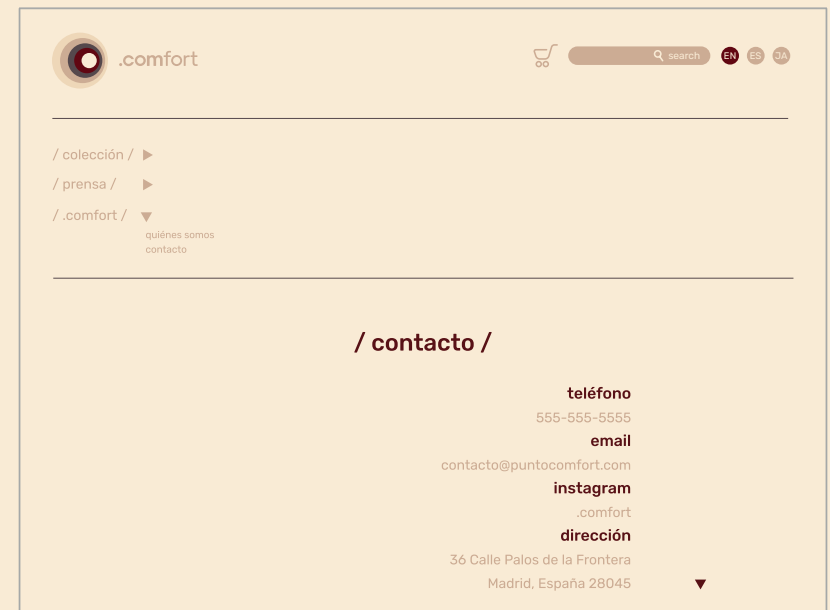 .comfort
search
EN ES JA
/ colección /
/ prensa /
/ .comfort /
quiénes somos
contacto
/ contacto /
teléfono
555-555-5555
email
contacto@puntocomfort.com
instagram
.comfort
dirección
36 Calle Palos de la Frontera
Madrid, España 28045